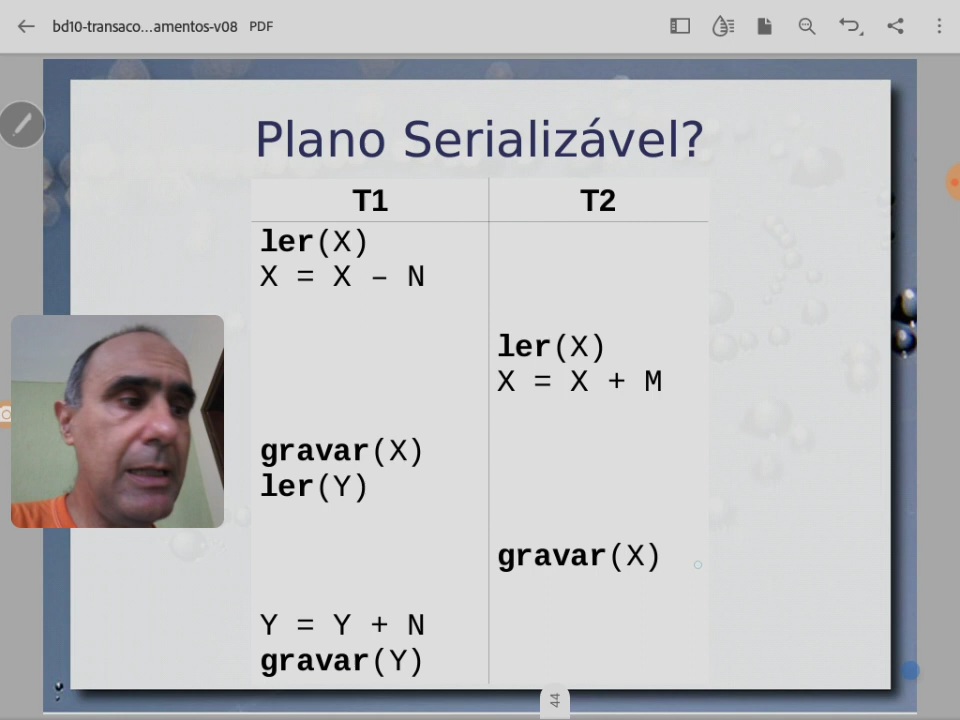 bd10-transaco...amentos-v08 PDF
Plano Serializável?
T1 T2
ler(X)
X = X – N
ler(X)
X = X + M
gravar(X)
ler(Y)
gravar(X)
Y = Y + N
gravar(Y)
44